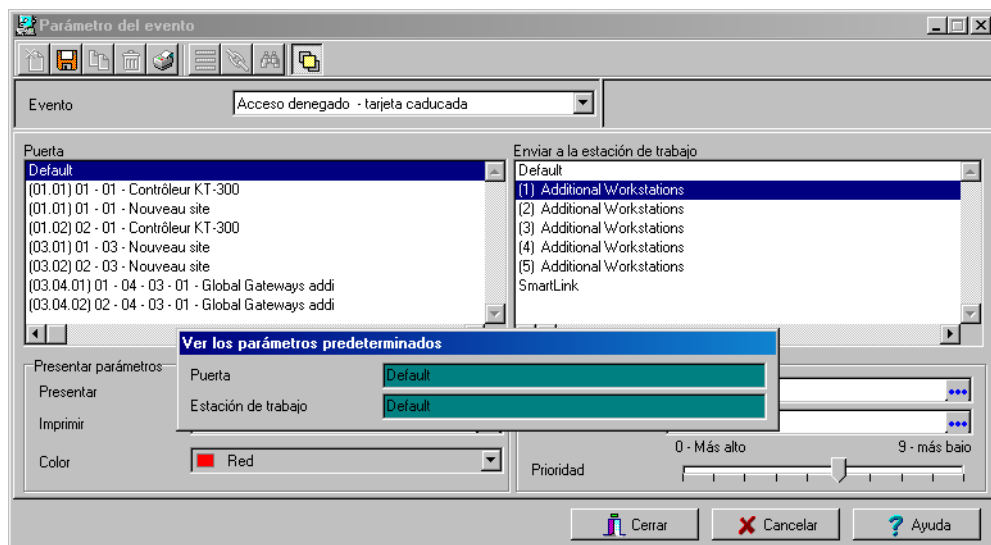 Parámetro del evento
Evento
Acceso denegado - tarjeta caducada
Puerta
Default
(01.01) 01 - 01 - Contrôleur KT-300
(01.01) 01 - 01 - Nouveau site
(01.02) 02 - 01 - Contrôleur KT-300
(03.01) 01 - 03 - Nouveau site
(03.02) 02 - 03 - Nouveau site
(03.04.01) 01 - 04 - 03 - 01 - Global Gateways addi
(03.04.02) 02 - 04 - 03 - 01 - Global Gateways addi
Enviar a la estación de trabajo
Default
(1) Additional Workstations
(2) Additional Workstations
(3) Additional Workstations
(4) Additional Workstations
(5) Additional Workstations
SmartLink
Ver los parámetros predeterminados
Puerta
Default
Estación de trabajo
Default
Presentar parámetros
Presentar
Imprimir
Color
Red
0 - Más alto
9 - más baio
Prioridad
Cerrar
Cancelar
Ayuda